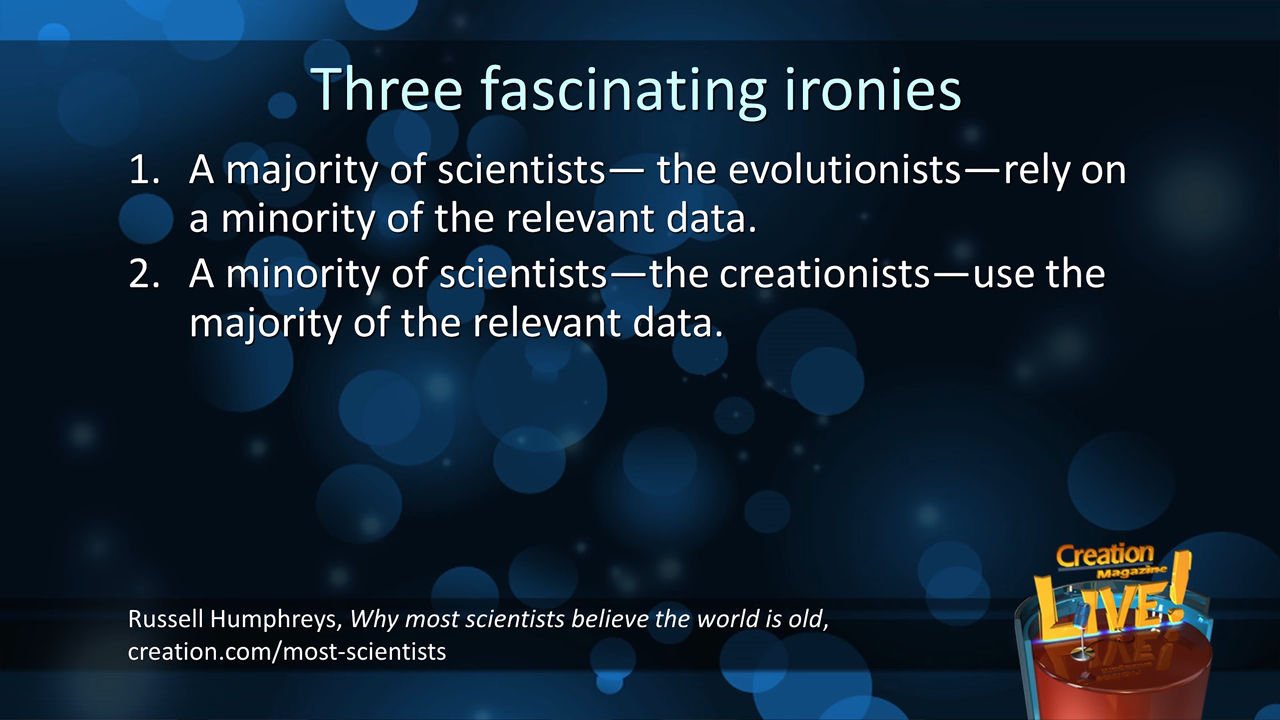 Three fascinating ironies
1. A majority of scientists— the evolutionists—rely on
a minority of the relevant data.
2. A minority of scientists—the creationists—use the
majority of the relevant data.
Russell Humphreys, Why most scientists believe the world is old,
creation.com/most-scientists
Creation
Magazine
LIVE!